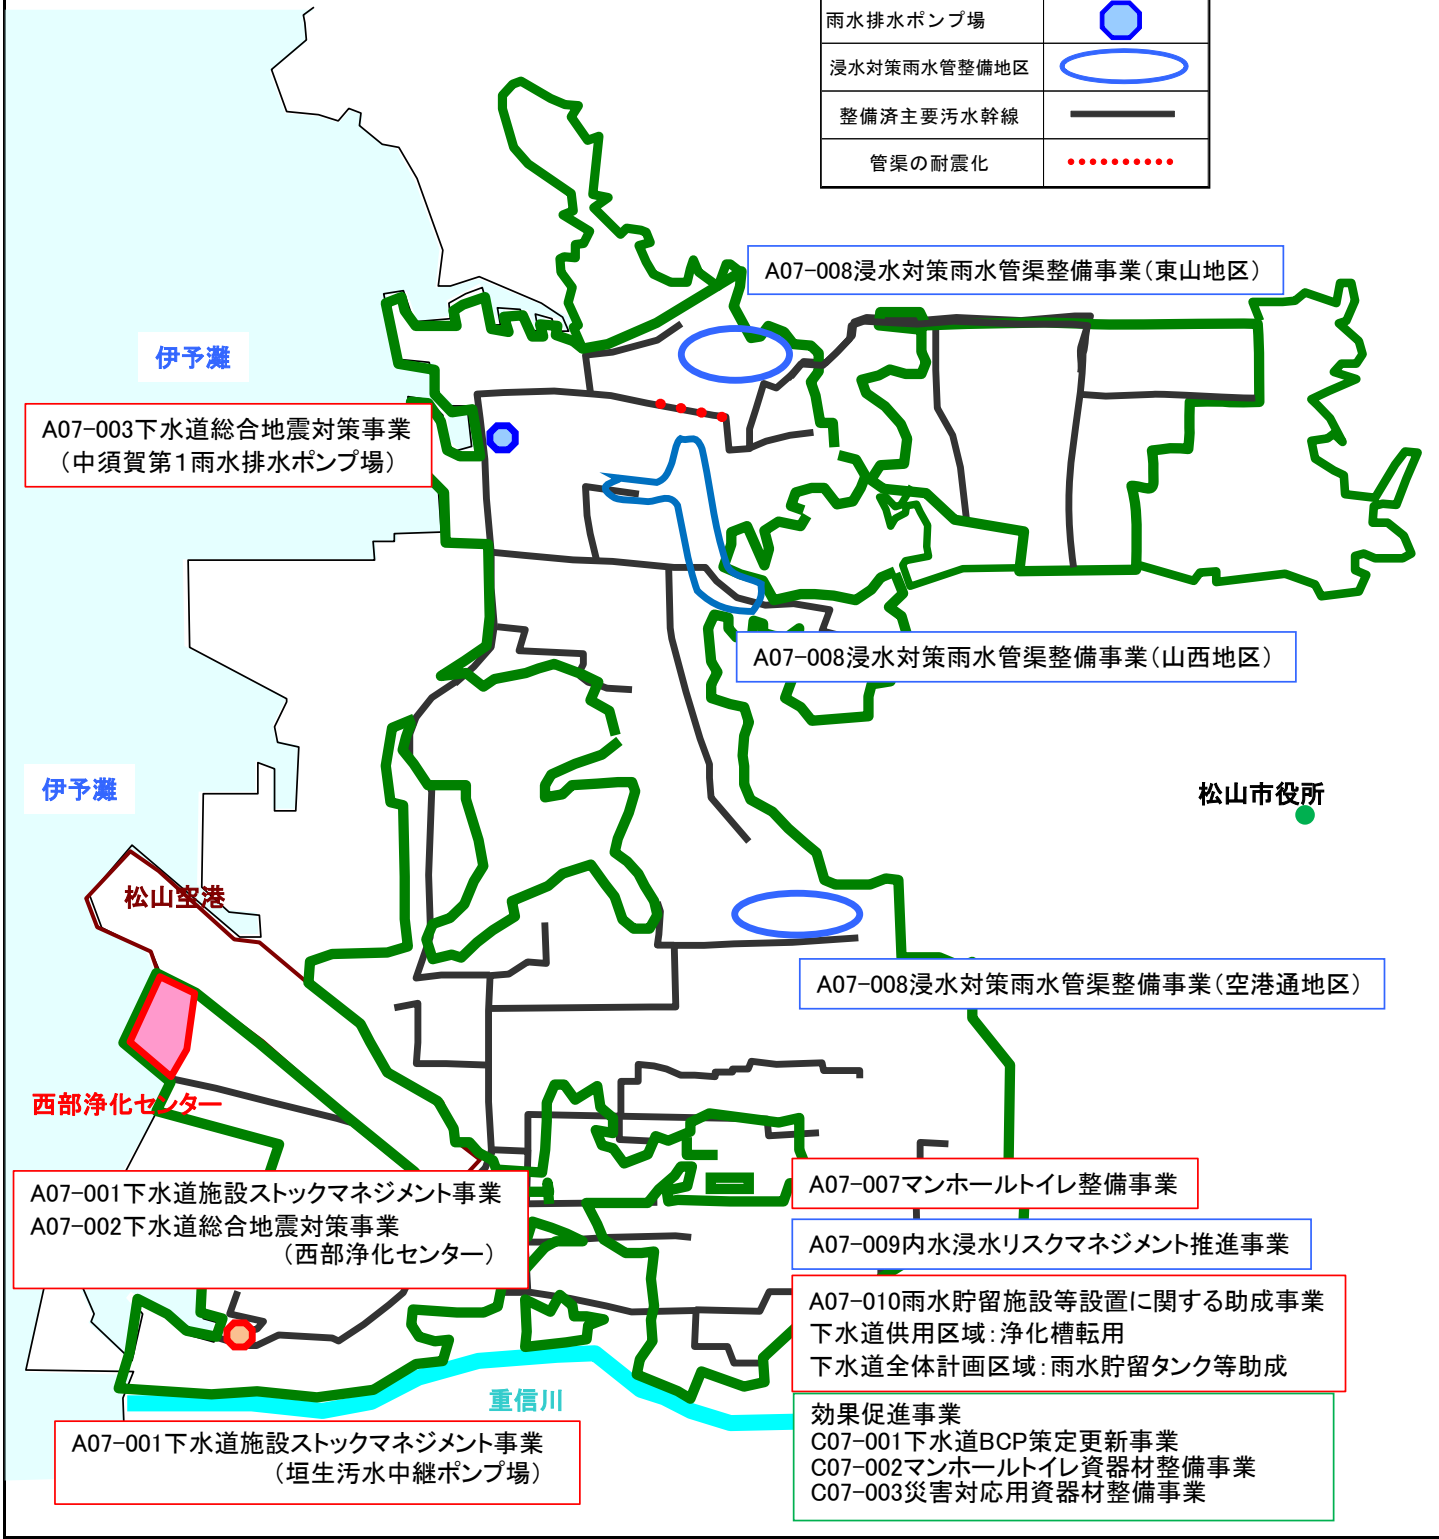 雨水排水ポンプ場
浸水対策雨水管整備地区
整備済主要汚水幹線
管渠の耐震化
A07-008浸水対策雨水管渠整備事業(東山地区)
伊予灘
A07-003下水道総合地震対策事業
(中須賀第1雨水排水ポンプ場)
A07-008浸水対策雨水管渠整備事業(山西地区)
伊予灘
松山市役所
松山空港
A07-008浸水対策雨水管渠整備事業(空港通地区)
西部浄化センター
A07-001下水道施設ストックマネジメント事業
A07-002下水道総合地震対策事業
(西部浄化センター)
A07-007マンホールトイレ整備事業
A07-009内水浸水リスクマネジメント推進事業
A07-010雨水貯留施設等設置に関する助成事業
下水道供用区域:浄化槽転用
下水道全体計画区域:雨水貯留タンク等助成
重信川
A07-001下水道施設ストックマネジメント事業
(垣生汚水中継ポンプ場)
効果促進事業
C07-001下水道BCP策定更新事業
C07-002マンホールトイレ資器材整備事業
C07-003災害対応用資器材整備事業